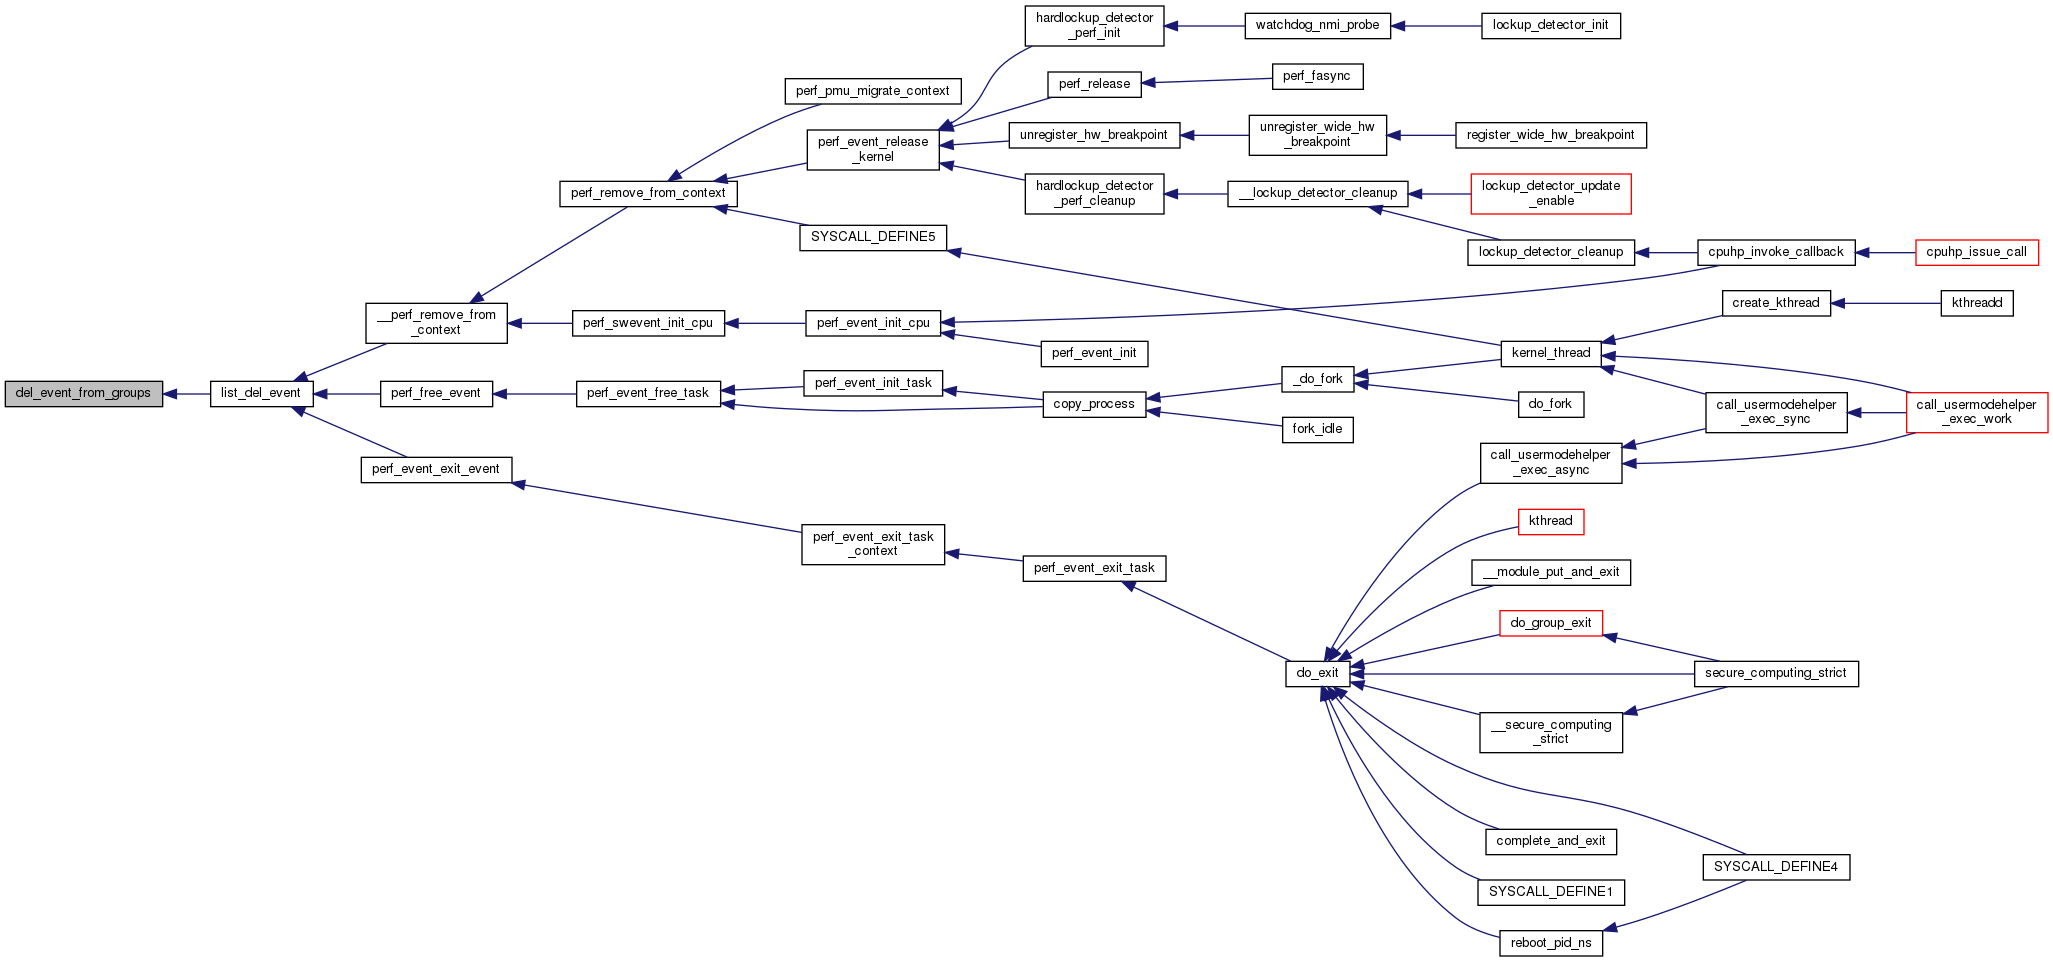 hardlockup_detector
_perf_init
watchdog_nmi_probe
lockup_detector_init
perf_pmu_migrate_context
perf_release
perf_fasync
perf_event_release
_kernel
unregister_hw_breakpoint
unregister_wide_hw
_breakpoint
register_wide_hw_breakpoint
perf_remove_from_context
hardlockup_detector
_perf_cleanup
__lockup_detector_cleanup
lockup_detector_update
_enable
SYSCALL_DEFINE5
lockup_detector_cleanup
cpuhp_invoke_callback
cpuhp_issue_call
__perf_remove_from
_context
perf_swevent_init_cpu
perf_event_init_cpu
create_kthread
kthreadd
perf_event_init
kernel_thread
del_event_from_groups
list_del_event
perf_free_event
perf_event_free_task
perf_event_init_task
copy_process
_do_fork
do_fork
fork_idle
call_usermodehelper
_exec_sync
call_usermodehelper
_exec_work
perf_event_exit_event
call_usermodehelper
_exec_async
perf_event_exit_task
_context
perf_event_exit_task
kthread
__module_put_and_exit
do_group_exit
do_exit
secure_computing_strict
__secure_computing
_strict
complete_and_exit
SYSCALL_DEFINE4
SYSCALL_DEFINE1
reboot_pid_ns